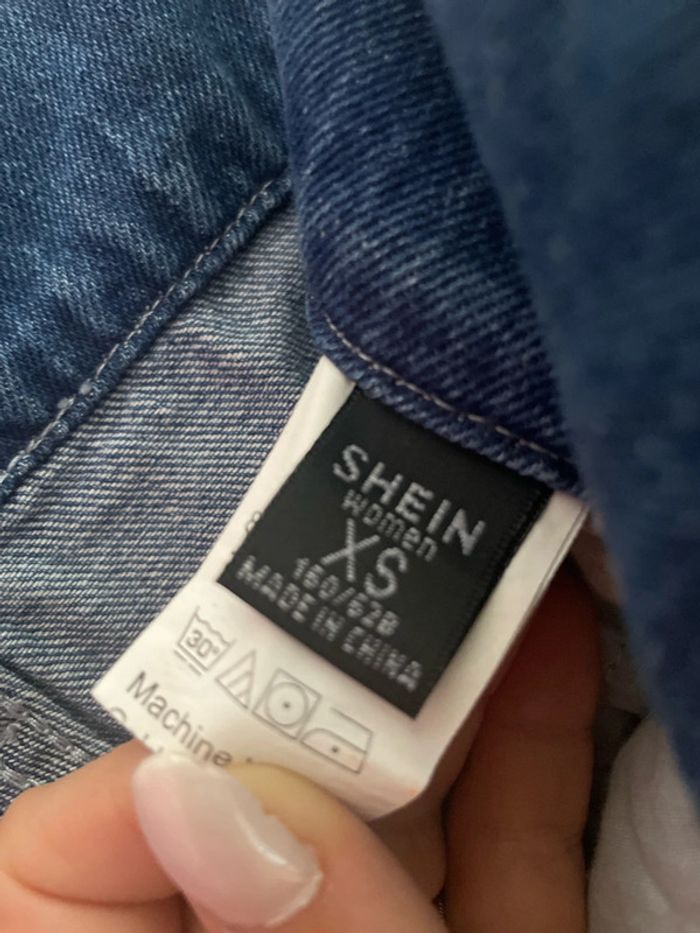 SHEIN
women
XS
160/62B
MADE IN CHINA
30°
Machine